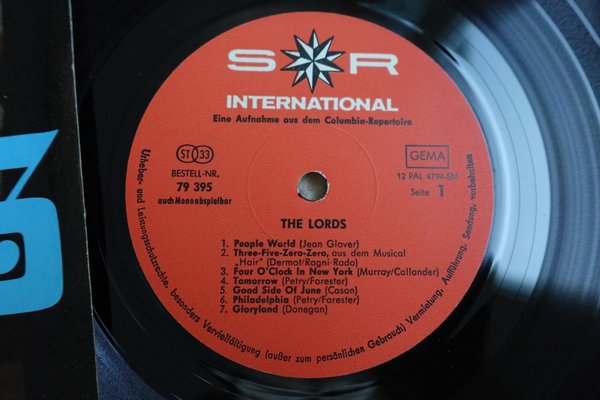 S R
INTERNATIONAL
Eine Aufnahme aus dem Columbia-Repertoire
ST 33
BESTELL-NR.
79 395
auch Mono abspielbar
GEMA
12 PAL 4794-SM
Seite 1
THE LORDS
1. People World (Jean Glover)
2. Three-Five-Zero-Zero, aus dem Musical
„Hair" (Dermot/Ragni-Rado)
3. Four O'Clock In New York (Murray/Callander)
4. Tomorrow (Petry/Forester)
5. Good Side Of June (Cason)
6. Philadelphia (Petry/Forester)
7. Gloryland (Donegan)
Urheber- und Leistungsschutzrechte, besonders Vervielfältigung (außer zum persönlichen Gebrauch) Vermietung, Aufführung, Sendung, vorbehalten